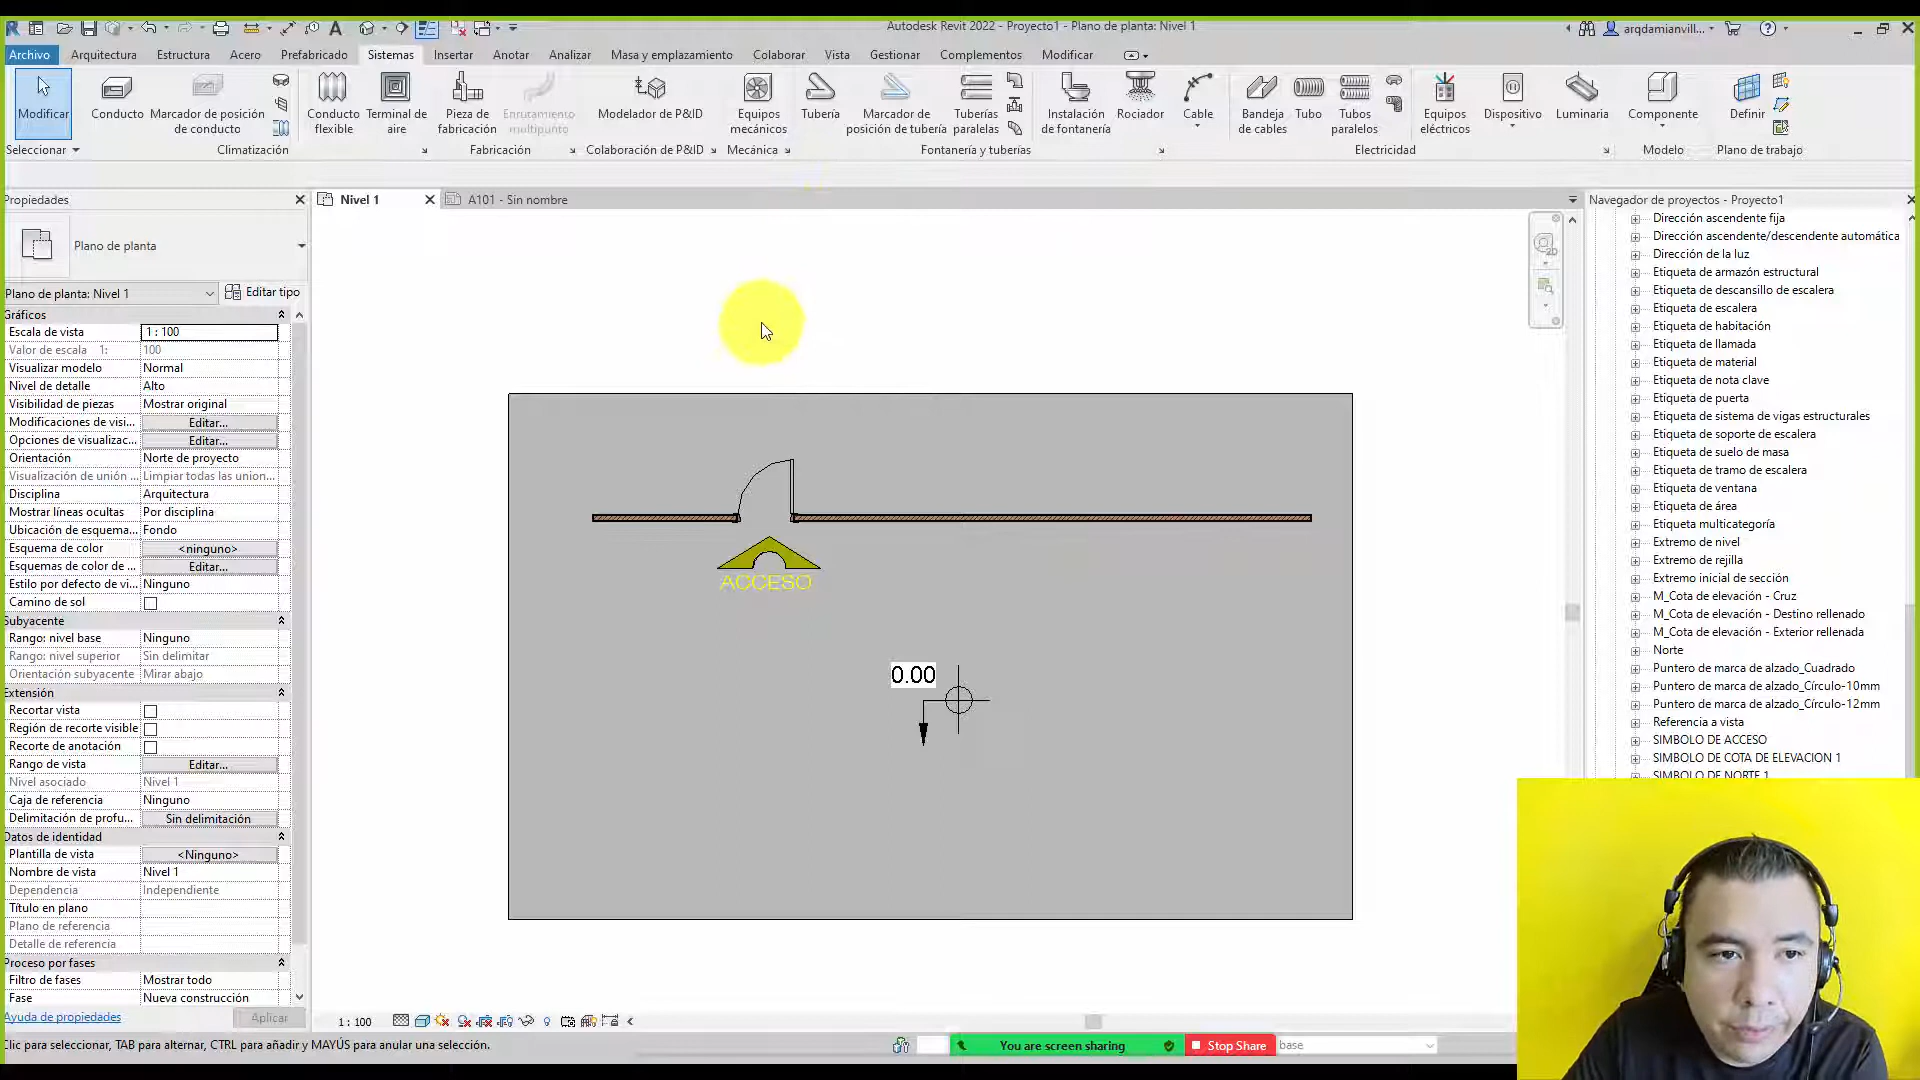 Autodesk Revit 2022 - Proyecto1 - Plano de planta: Nivel 1
arqdamianvill...
Archivo Arquitectura Estructura Acero Prefabricado Sistemas Insertar Anotar Analizar Masa y emplazamiento Colaborar Vista Gestionar Complementos Modificar
Modificar Conducto Marcador de posición de conducto Conducto flexible Terminal de aire Pieza de fabricación Enrutamiento multipunto Modelador de P&ID Equipos mecánicos Tubería Marcador de posición de tubería Tuberías paralelas Instalación de fontanería Rociador Cable Bandeja de cables Tubo Tubos paralelos Equipos eléctricos Dispositivo Luminaria Componente Definir
Seleccionar Climatización Fabricación Colaboración de P&ID Mecánica Fontanería y tuberías Electricidad Modelo Plano de trabajo
Propiedades
Plano de planta
Plano de planta: Nivel 1 Editar tipo
Gráficos
Escala de vista 1 : 100
Valor de escala 1: 100
Visualizar modelo Normal
Nivel de detalle Alto
Visibilidad de piezas Mostrar original
Modificaciones de visi... Editar...
Opciones de visualizac... Editar...
Orientación Norte de proyecto
Visualización de unión ... Limpiar todas las union...
Disciplina Arquitectura
Mostrar líneas ocultas Por disciplina
Ubicación de esquema... Fondo
Esquema de color <ninguno>
Esquemas de color de ... Editar...
Estilo por defecto de vi... Ninguno
Camino de sol
Subyacente
Rango: nivel base Ninguno
Rango: nivel superior Sin delimitar
Orientación subyacente Mirar abajo
Extensión
Recortar vista
Región de recorte visible
Recorte de anotación
Rango de vista Editar...
Nivel asociado Nivel 1
Caja de referencia Ninguno
Delimitación de profu... Sin delimitación
Datos de identidad
Plantilla de vista <Ninguno>
Nombre de vista Nivel 1
Dependencia Independiente
Título en plano
Plano de referencia
Detalle de referencia
Proceso por fases
Filtro de fases Mostrar todo
Fase Nueva construcción
Ayuda de propiedades Aplicar
Nivel 1 A101 - Sin nombre
2D
ACCESO
0.00
1 : 100
Navegador de proyectos - Proyecto1
Dirección ascendente fija
Dirección ascendente/descendente automática
Dirección de la luz
Etiqueta de armazón estructural
Etiqueta de descansillo de escalera
Etiqueta de escalera
Etiqueta de habitación
Etiqueta de llamada
Etiqueta de material
Etiqueta de nota clave
Etiqueta de puerta
Etiqueta de sistema de vigas estructurales
Etiqueta de soporte de escalera
Etiqueta de suelo de masa
Etiqueta de tramo de escalera
Etiqueta de ventana
Etiqueta de área
Etiqueta multicategoría
Extremo de nivel
Extremo de rejilla
Extremo inicial de sección
M_Cota de elevación - Cruz
M_Cota de elevación - Destino rellenado
M_Cota de elevación - Exterior rellenada
Norte
Puntero de marca de alzado_Cuadrado
Puntero de marca de alzado_Círculo-10mm
Puntero de marca de alzado_Círculo-12mm
Referencia a vista
SIMBOLO DE ACCESO
SIMBOLO DE COTA DE ELEVACION 1
SIMBOLO DE NORTE 1
Clic para seleccionar, TAB para alternar, CTRL para añadir y MAYÚS para anular una selección.
You are screen sharing Stop Share base